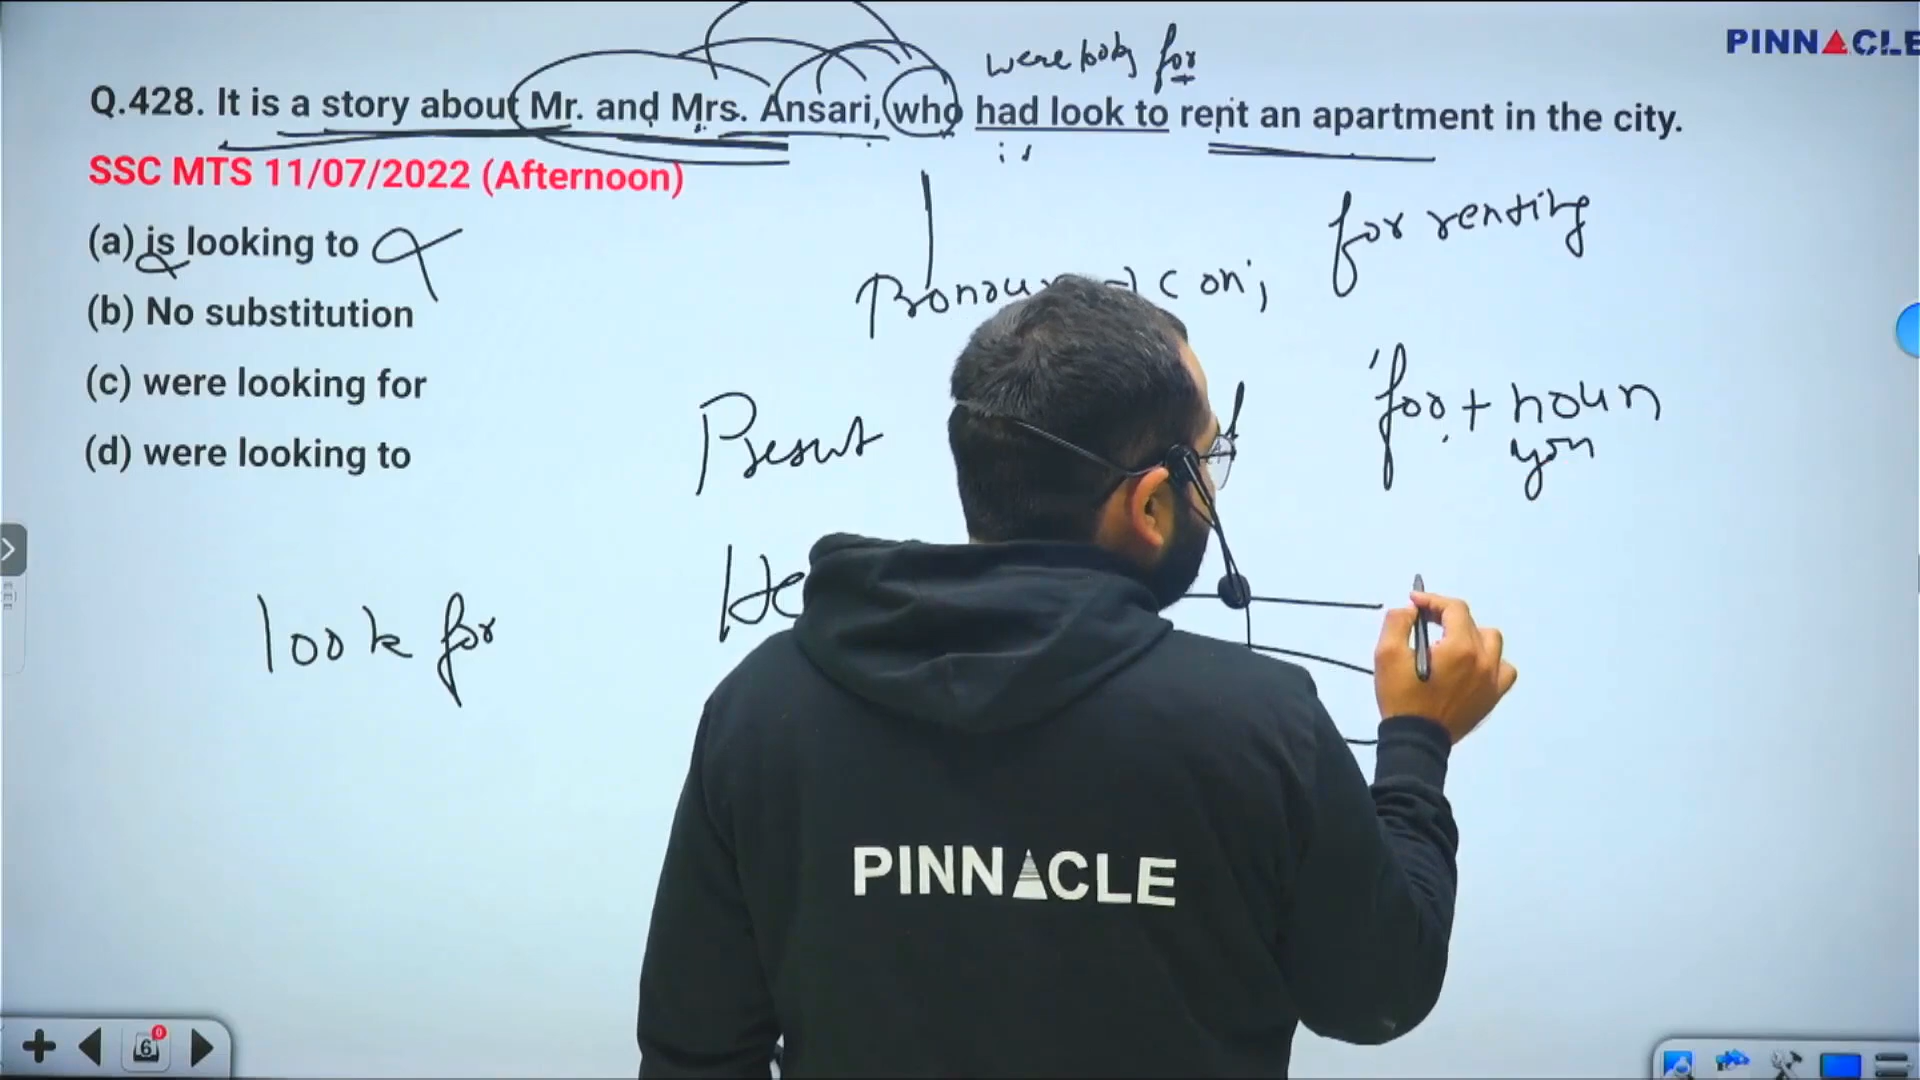 were looking for
PINNACLE
Q.428. It is a story about Mr. and Mrs. Ansari, who had look to rent an apartment in the city.
SSC MTS 11/07/2022 (Afternoon)
(a) is looking to
for renting
(b) No substitution
(c) were looking for
Present
(d) were looking to
look for
PINNACLE
6
0